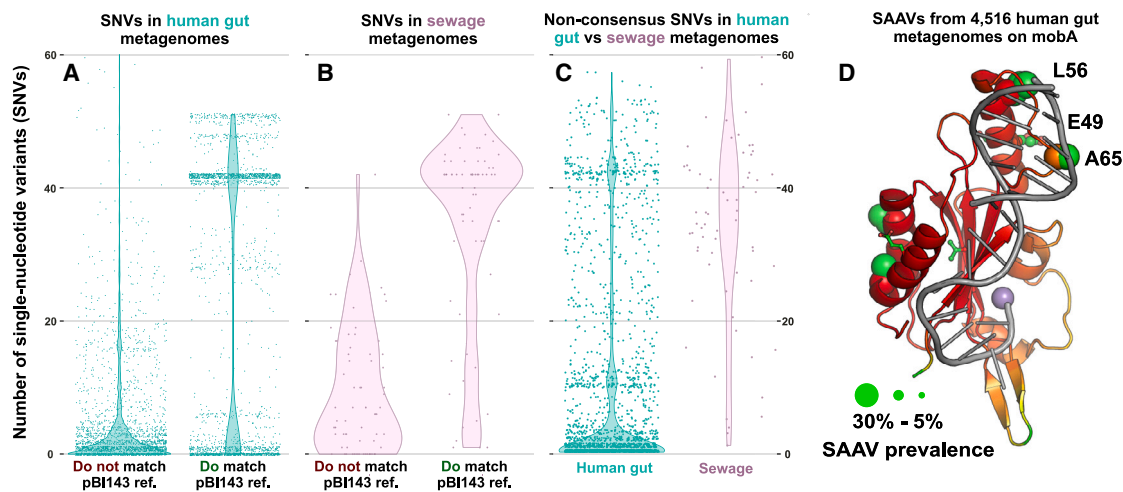 SNVs in human gut
metagenomes
SNVs in sewage
metagenomes
Non-consensus SNVs in human
gut vs sewage metagenomes
SAAVs from 4,516 human gut
metagenomes on mobA
Number of single-nucleotide variants (SNVs)
60
40
20
0
A
B
C
60
40
20
0
D
L56
E49
A65
30% - 5%
SAAV prevalence
Do not match
pBI143 ref.
Do match
pBI143 ref.
Do not match
pBI143 ref.
Do match
pBI143 ref.
Human gut
Sewage